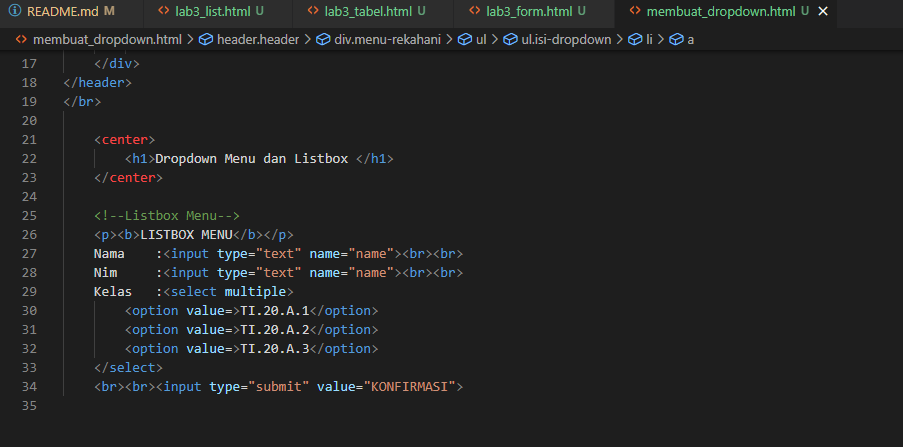 README.md M lab3_list.html U lab3_tabel.html U lab3_form.html U membuat_dropdown.html U
membuat_dropdown.html > header.header > div.menu-rekahani > ul > ul.isi-dropdown > li > a
17 </div>
18 </header>
19 </br>
20
21 <center>
22 <h1>Dropdown Menu dan Listbox </h1>
23 </center>
24
25 <!--Listbox Menu-->
26 <p><b>LISTBOX MENU</b></p>
27 Nama :<input type="text" name="name"><br><br>
28 Nim :<input type="text" name="name"><br><br>
29 Kelas :<select multiple>
30 <option value=>TI.20.A.1</option>
31 <option value=>TI.20.A.2</option>
32 <option value=>TI.20.A.3</option>
33 </select>
34 <br><br><input type="submit" value="KONFIRMASI">
35